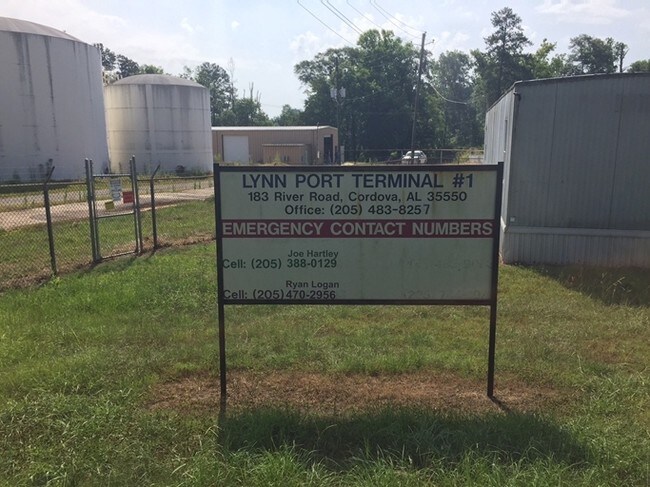 LYNN PORT TERMINAL #1
183 River Road, Cordova, AL 35550
Office: (205) 483-8257
EMERGENCY CONTACT NUMBERS
Joe Hartley
Cell: (205) 388-0129
Ryan Logan
Cell: (205) 470-2956